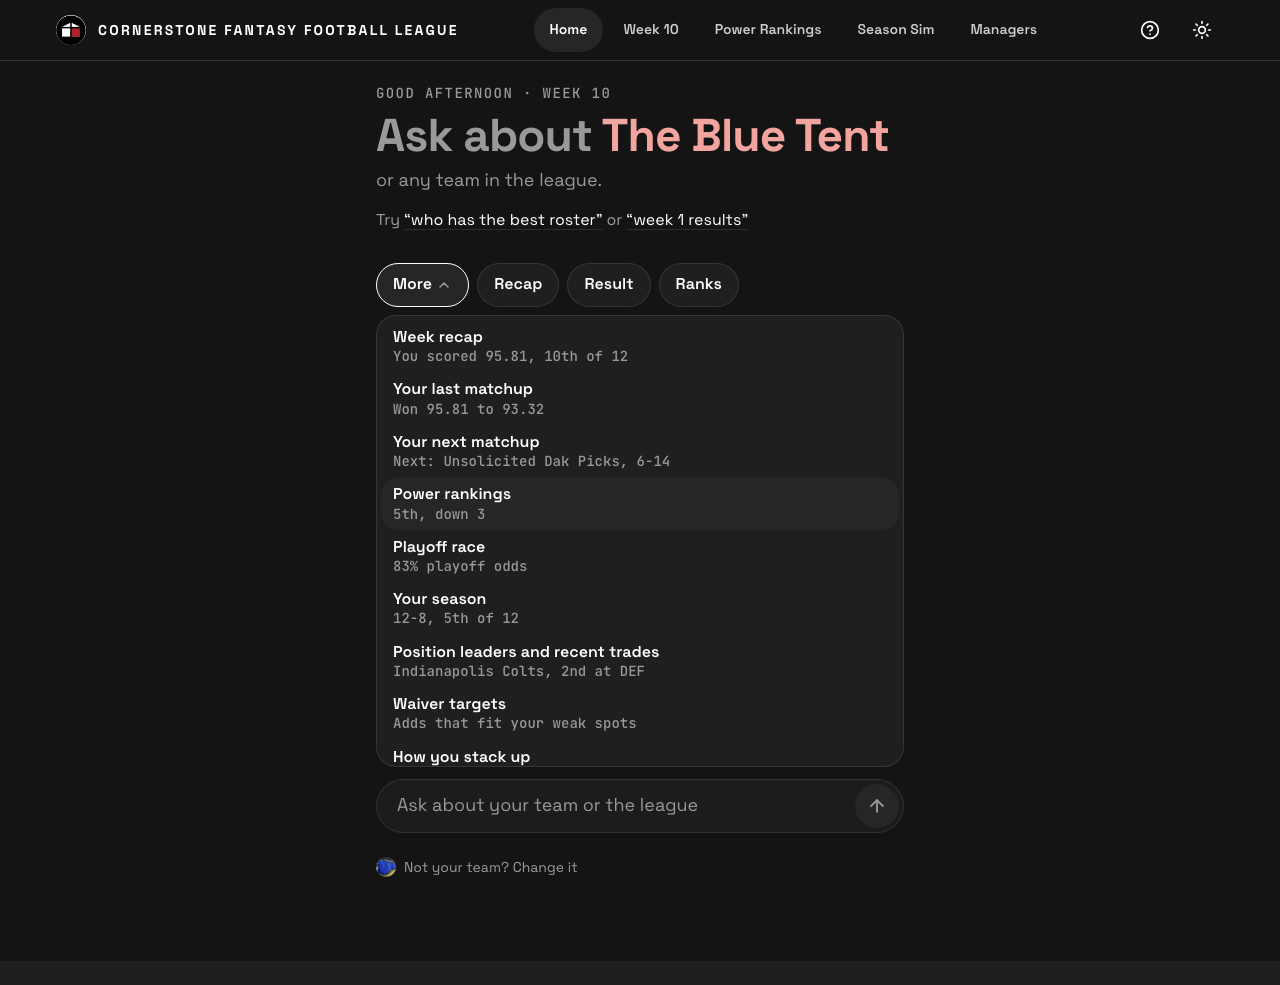 CORNERSTONE FANTASY FOOTBALL LEAGUE
Home
Week 10
Power Rankings
Season Sim
Managers
GOOD AFTERNOON · WEEK 10
Ask about The Blue Tent
or any team in the league.
Try “who has the best roster” or “week 1 results”
More
Recap
Result
Ranks
Week recap
You scored 95.81, 10th of 12
Your last matchup
Won 95.81 to 93.32
Your next matchup
Next: Unsolicited Dak Picks, 6-14
Power rankings
5th, down 3
Playoff race
83% playoff odds
Your season
12-8, 5th of 12
Position leaders and recent trades
Indianapolis Colts, 2nd at DEF
Waiver targets
Adds that fit your weak spots
How you stack up
Ask about your team or the league
Not your team? Change it